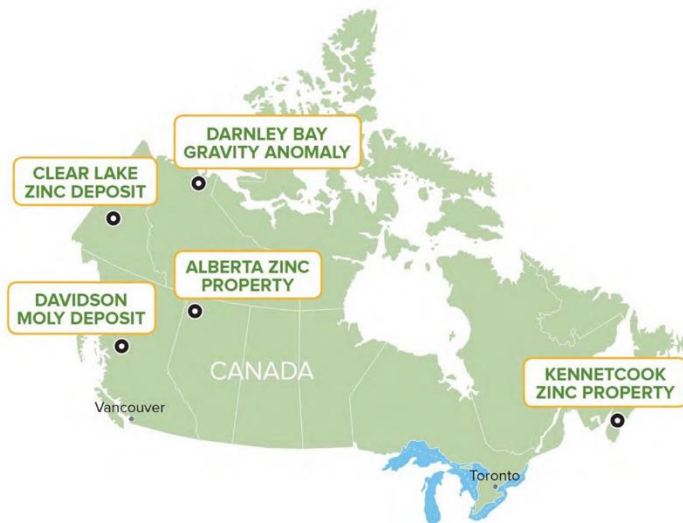 DARNLEY BAY
GRAVITY ANOMALY
CLEAR LAKE
ZINC DEPOSIT
ALBERTA ZINC
PROPERTY
DAVIDSON
MOLY DEPOSIT
CANADA
KENNETCOOK
ZINC PROPERTY
Vancouver
Toronto